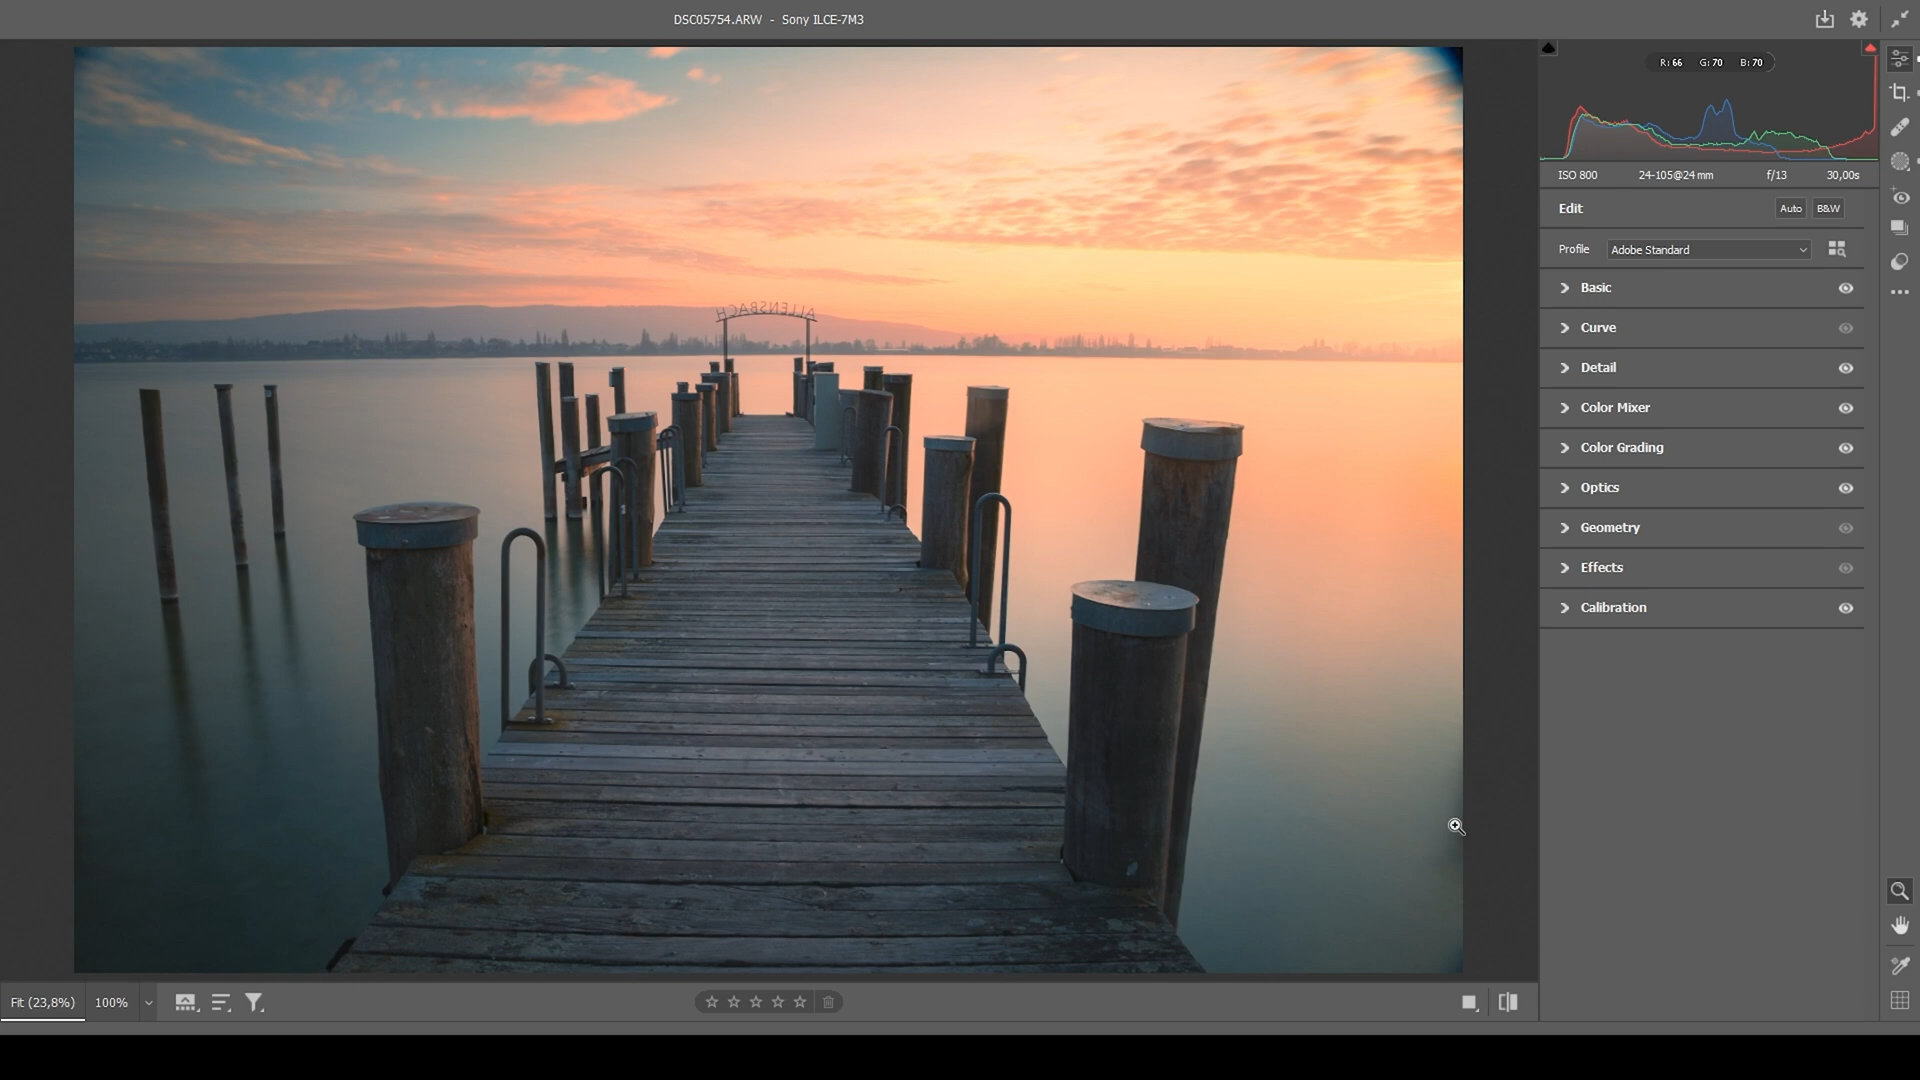 DSC05754.ARW - Sony ILCE-7M3
R: 66 G: 70 B: 70
ISO 800 24-105@24 mm f/13 30,00s
Edit Auto B&W
Profile Adobe Standard
Basic
Curve
Detail
Color Mixer
Color Grading
Optics
Geometry
Effects
Calibration
ALLENSBACH
Fit (23,8%) 100%